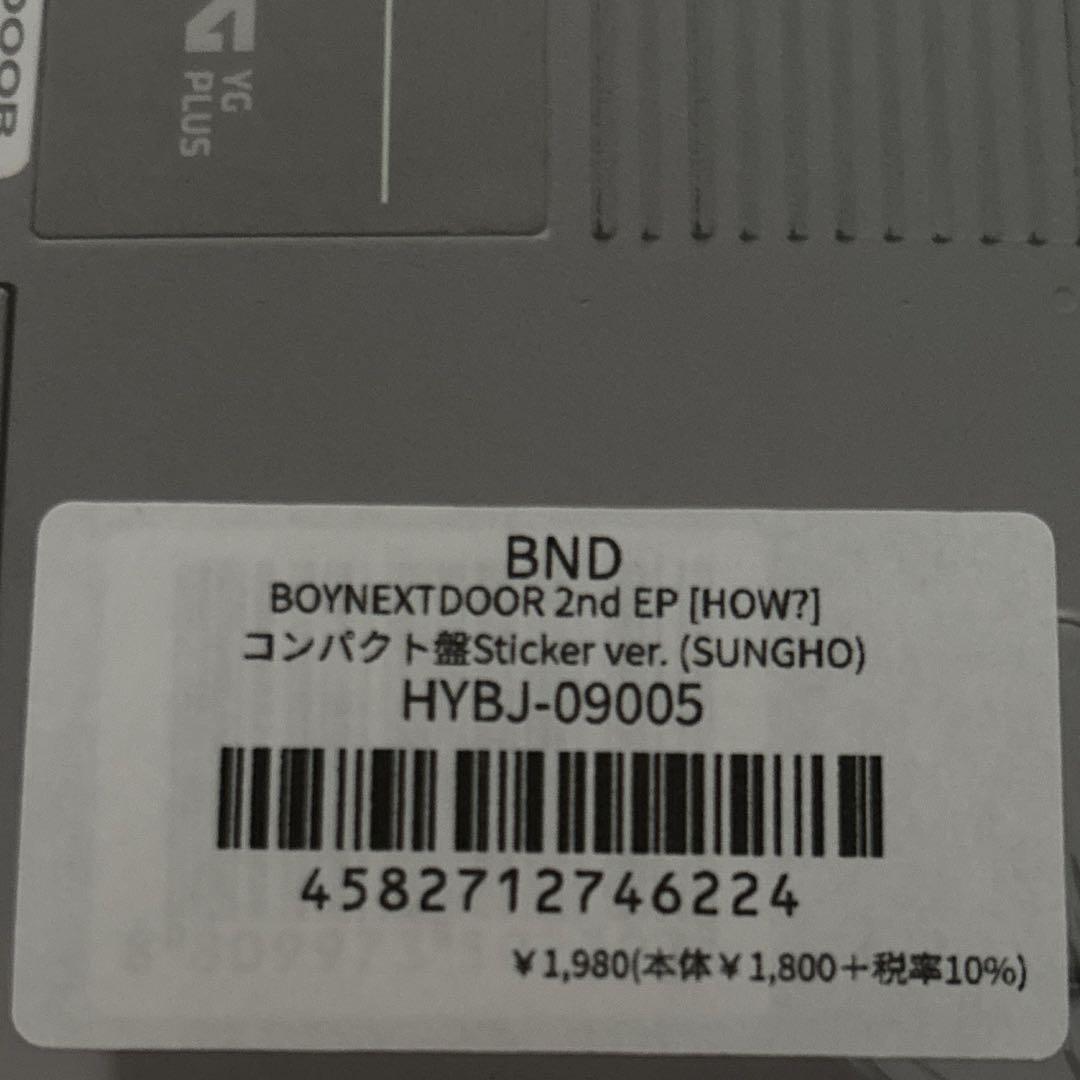 DOOR
YG
PLUS
BND
BOYNEXTDOOR 2nd EP [HOW?]
コンパクト盤Sticker ver. (SUNGHO)
HYBJ-09005
4582712746224
￥1,980(本体￥1,800＋税率10%)